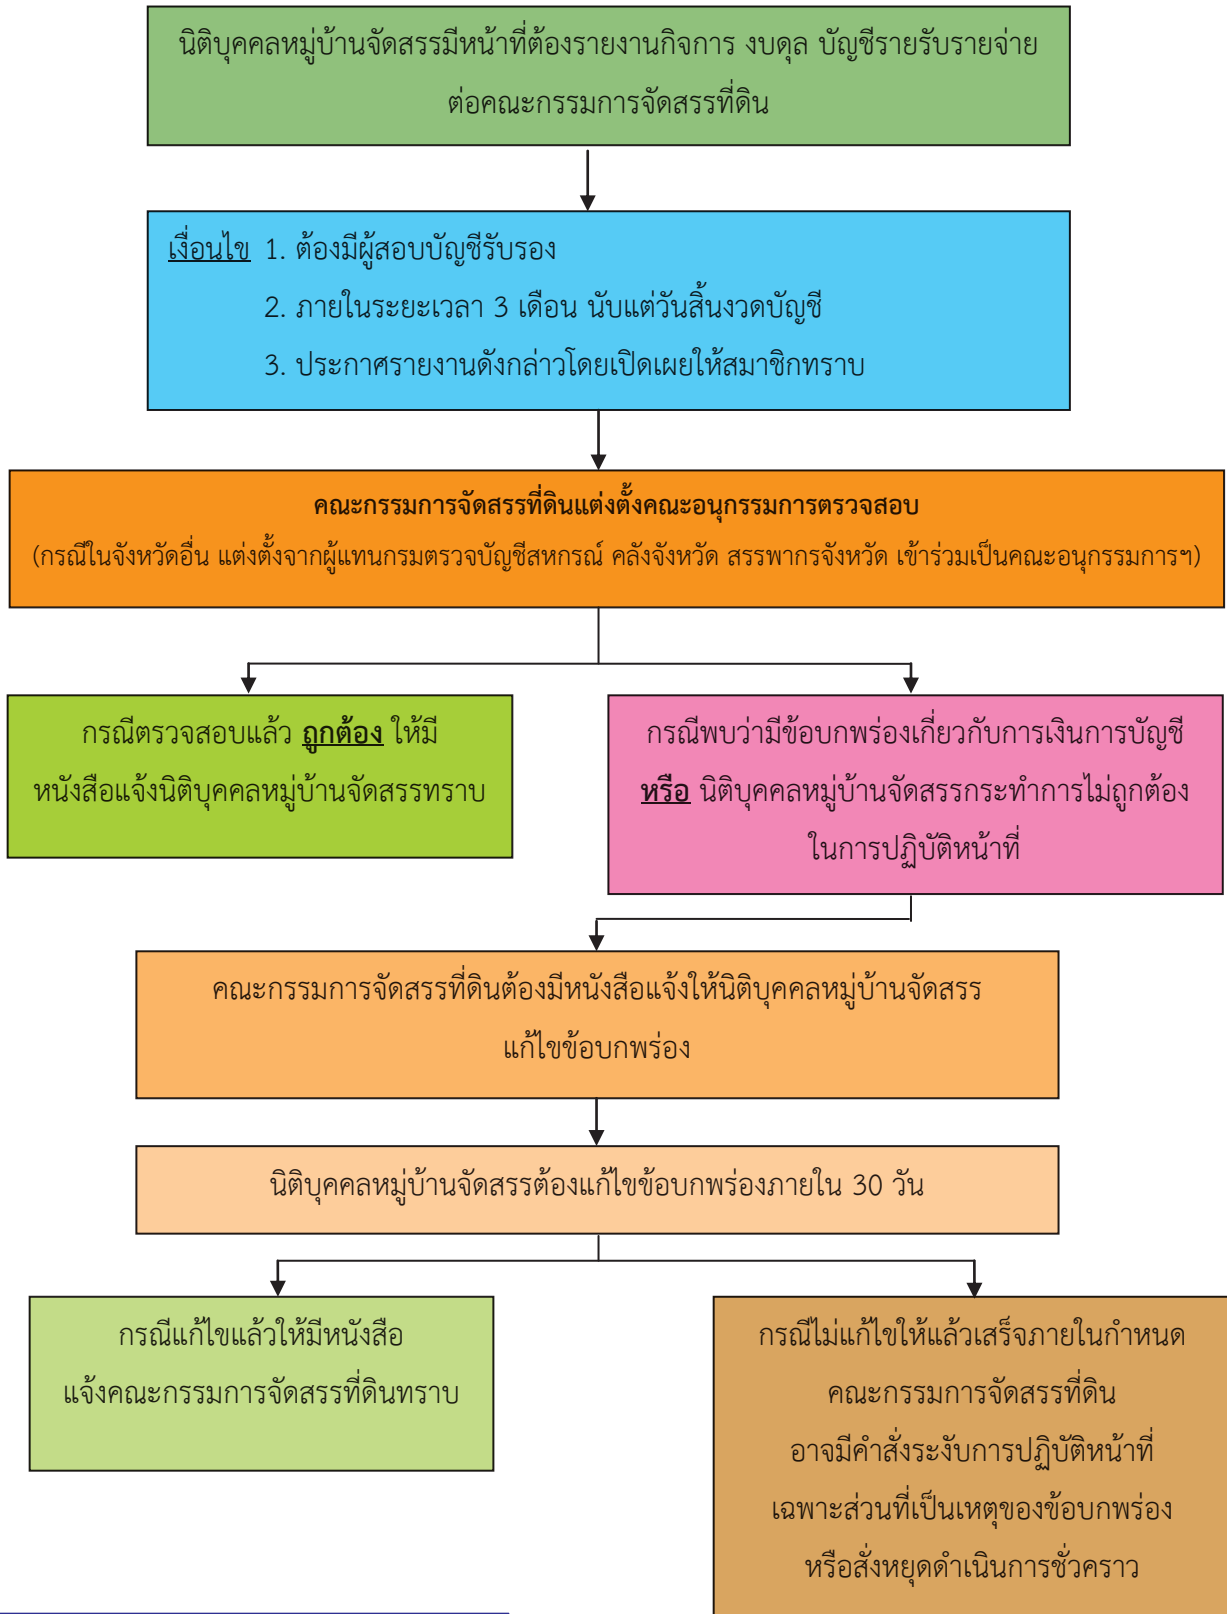 นิติบุคคลหมู่บ้านจัดสรรมีหน้าที่ต้องรายงานกิจการ งบดุล บัญชีรายรับรายจ่าย
ต่อคณะกรรมการจัดสรรที่ดิน
เงื่อนไข 1. ต้องมีผู้สอบบัญชีรับรอง
2. ภายในระยะเวลา 3 เดือน นับแต่วันสิ้นงวดบัญชี
3. ประกาศรายงานดังกล่าวโดยเปิดเผยให้สมาชิกทราบ
คณะกรรมการจัดสรรที่ดินแต่งตั้งคณะอนุกรรมการตรวจสอบ
(กรณีในจังหวัดอื่น แต่งตั้งจากผู้แทนกรมตรวจบัญชีสหกรณ์ คลังจังหวัด สรรพากรจังหวัด เข้าร่วมเป็นคณะอนุกรรมการฯ)
กรณีตรวจสอบแล้ว ถูกต้อง ให้มี
หนังสือแจ้งนิติบุคคลหมู่บ้านจัดสรรทราบ
กรณีพบว่ามีข้อบกพร่องเกี่ยวกับการเงินการบัญชี
หรือ นิติบุคคลหมู่บ้านจัดสรรกระทำการไม่ถูกต้อง
ในการปฏิบัติหน้าที่
คณะกรรมการจัดสรรที่ดินต้องมีหนังสือแจ้งให้นิติบุคคลหมู่บ้านจัดสรร
แก้ไขข้อบกพร่อง
นิติบุคคลหมู่บ้านจัดสรรต้องแก้ไขข้อบกพร่องภายใน 30 วัน
กรณีแก้ไขแล้วให้มีหนังสือ
แจ้งคณะกรรมการจัดสรรที่ดินทราบ
กรณีไม่แก้ไขให้แล้วเสร็จภายในกำหนด
คณะกรรมการจัดสรรที่ดิน
อาจมีคำสั่งระงับการปฏิบัติหน้าที่
เฉพาะส่วนที่เป็นเหตุของข้อบกพร่อง
หรือสั่งหยุดดำเนินการชั่วคราว